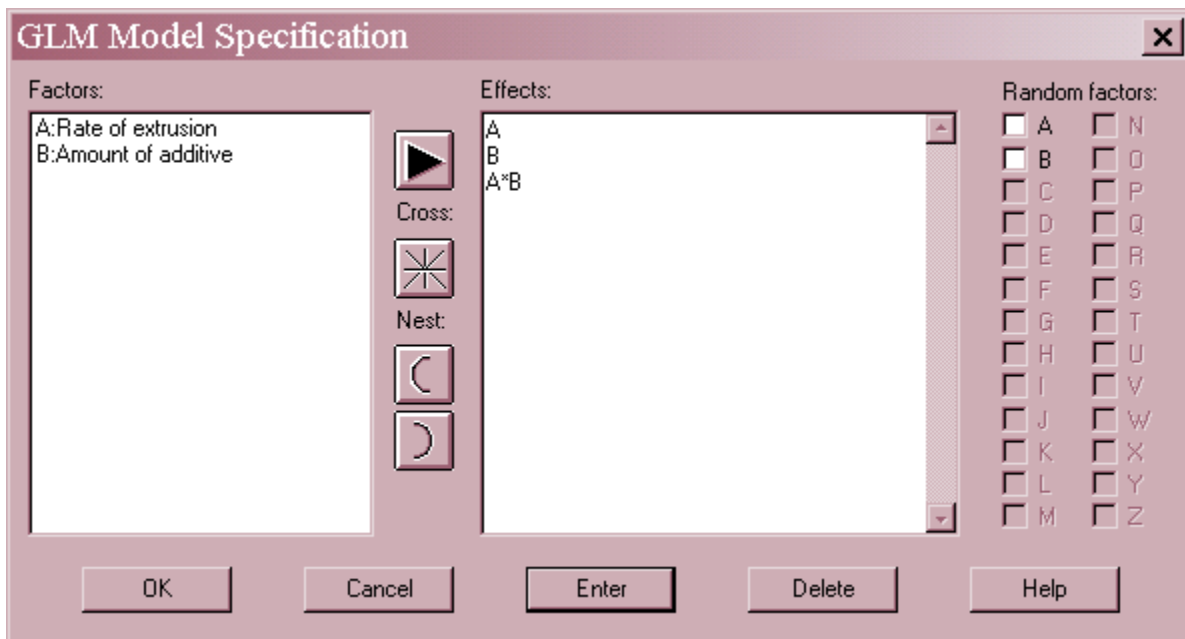 GLM Model Specification
Factors:
A:Rate of extrusion
B:Amount of additive
Cross:
Nest:
Effects:
A
B
A*B
Random factors:
A N
B O
C P
D Q
E R
F S
G T
H U
I V
J W
K X
L Y
M Z
OK Cancel Enter Delete Help